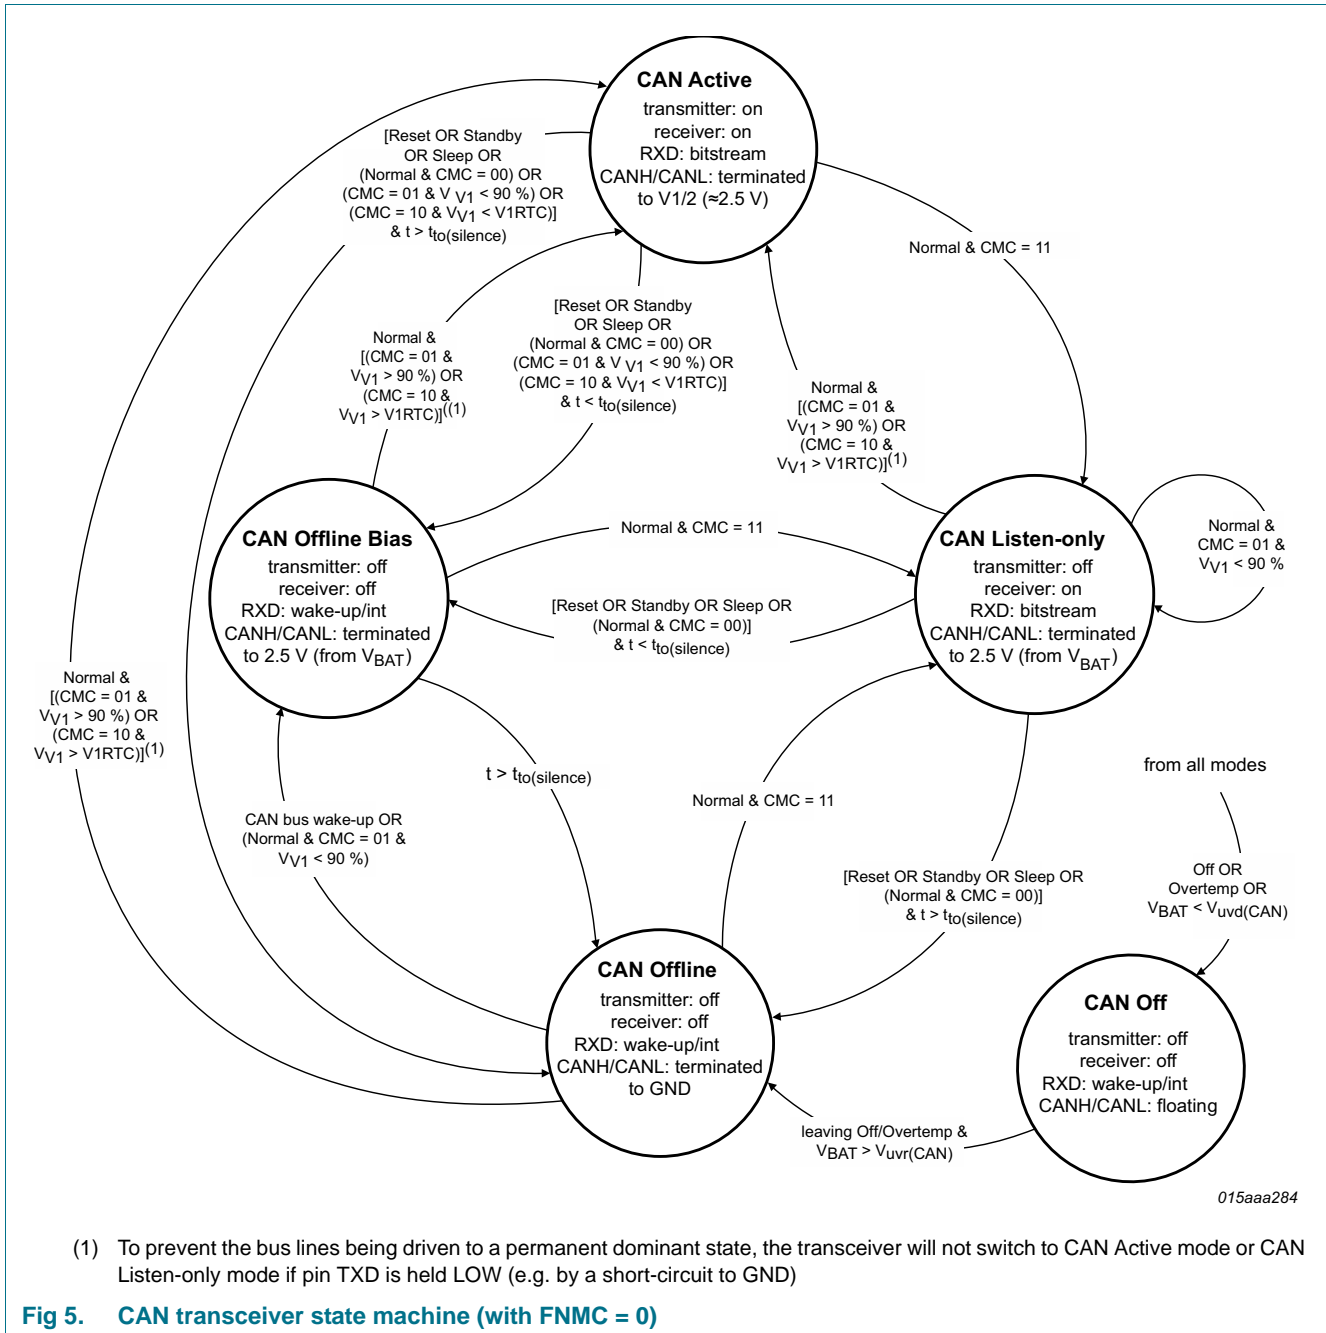 CAN Active
transmitter: on
receiver: on
RXD: bitstream
CANH/CANL: terminated
to V1/2 (≈2.5 V)
[Reset OR Standby
OR Sleep OR
(Normal & CMC = 00) OR
(CMC = 01 & V V1 < 90 %) OR
(CMC = 10 & VV1 < V1RTC)]
& t > tto(silence)
Normal & CMC = 11
[Reset OR Standby
OR Sleep OR
(Normal & CMC = 00) OR
(CMC = 01 & V V1 < 90 %) OR
(CMC = 10 & VV1 < V1RTC)]
& t < tto(silence)
Normal &
[(CMC = 01 &
VV1 > 90 %) OR
(CMC = 10 &
VV1 > V1RTC)]((1)
Normal &
[(CMC = 01 &
VV1 > 90 %) OR
(CMC = 10 &
VV1 > V1RTC)](1)
CAN Offline Bias
transmitter: off
receiver: off
RXD: wake-up/int
CANH/CANL: terminated
to 2.5 V (from VBAT)
Normal & CMC = 11
[Reset OR Standby OR Sleep OR
(Normal & CMC = 00)]
& t < tto(silence)
CAN Listen-only
transmitter: off
receiver: on
RXD: bitstream
CANH/CANL: terminated
to 2.5 V (from VBAT)
Normal &
CMC = 01 &
VV1 < 90 %
Normal &
[(CMC = 01 &
VV1 > 90 %) OR
(CMC = 10 &
VV1 > V1RTC)](1)
t > tto(silence)
CAN bus wake-up OR
(Normal & CMC = 01 &
VV1 < 90 %)
Normal & CMC = 11
[Reset OR Standby OR Sleep OR
(Normal & CMC = 00)]
& t > tto(silence)
from all modes
Off OR
Overtemp OR
VBAT < Vuvd(CAN)
CAN Offline
transmitter: off
receiver: off
RXD: wake-up/int
CANH/CANL: terminated
to GND
CAN Off
transmitter: off
receiver: off
RXD: wake-up/int
CANH/CANL: floating
leaving Off/Overtemp &
VBAT > Vuvr(CAN)
015aaa284
(1) To prevent the bus lines being driven to a permanent dominant state, the transceiver will not switch to CAN Active mode or CAN
Listen-only mode if pin TXD is held LOW (e.g. by a short-circuit to GND)
Fig 5. CAN transceiver state machine (with FNMC = 0)